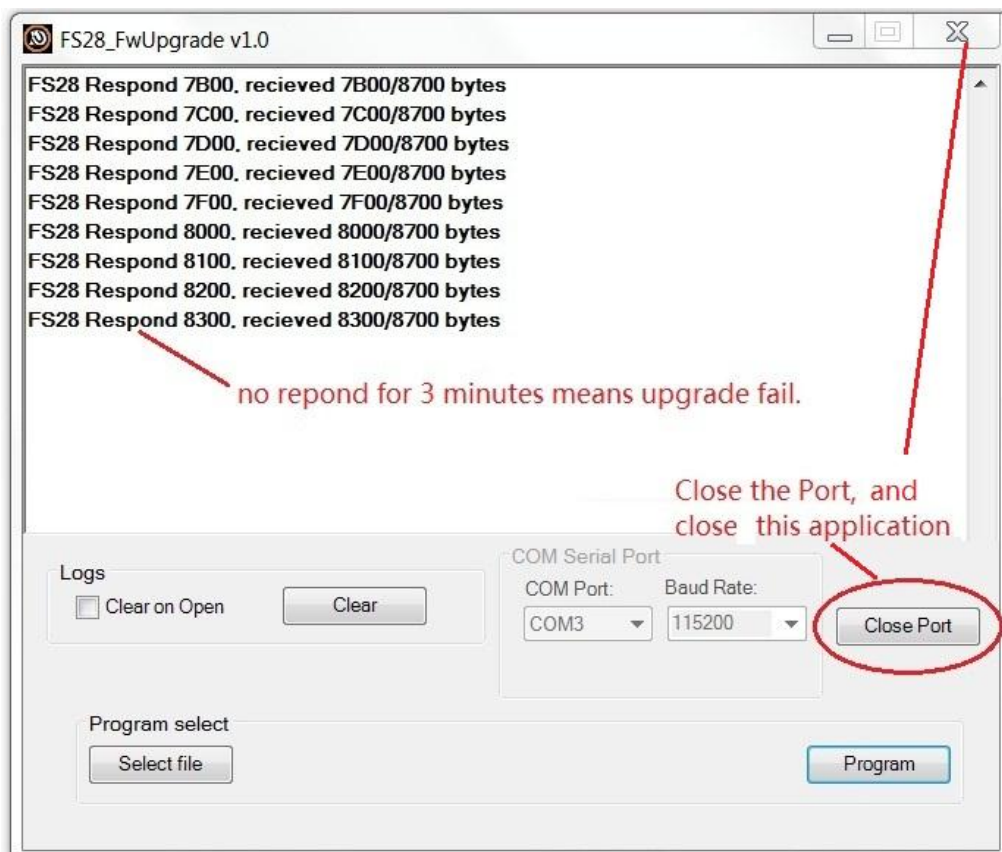 FS28_FwUpgrade v1.0
FS28 Respond 7B00, recieved 7B00/8700 bytes
FS28 Respond 7C00, recieved 7C00/8700 bytes
FS28 Respond 7D00, recieved 7D00/8700 bytes
FS28 Respond 7E00, recieved 7E00/8700 bytes
FS28 Respond 7F00, recieved 7F00/8700 bytes
FS28 Respond 8000, recieved 8000/8700 bytes
FS28 Respond 8100, recieved 8100/8700 bytes
FS28 Respond 8200, recieved 8200/8700 bytes
FS28 Respond 8300, recieved 8300/8700 bytes
no repond for 3 minutes means upgrade fail.
Close the Port, and
close this application
Logs
Clear on Open
Clear
COM Serial Port
COM Port:
Baud Rate:
COM3
115200
Close Port
Program select
Select file
Program